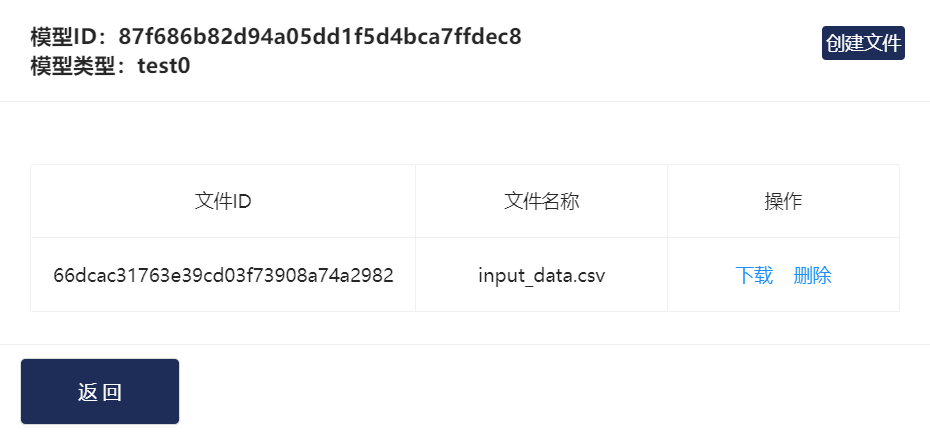 模型ID：87f686b82d94a05dd1f5d4bca7ffdec8
创建文件
模型类型：test0
文件ID 文件名称 操作
66dcac31763e39cd03f73908a74a2982 input_data.csv 下载 删除
返 回